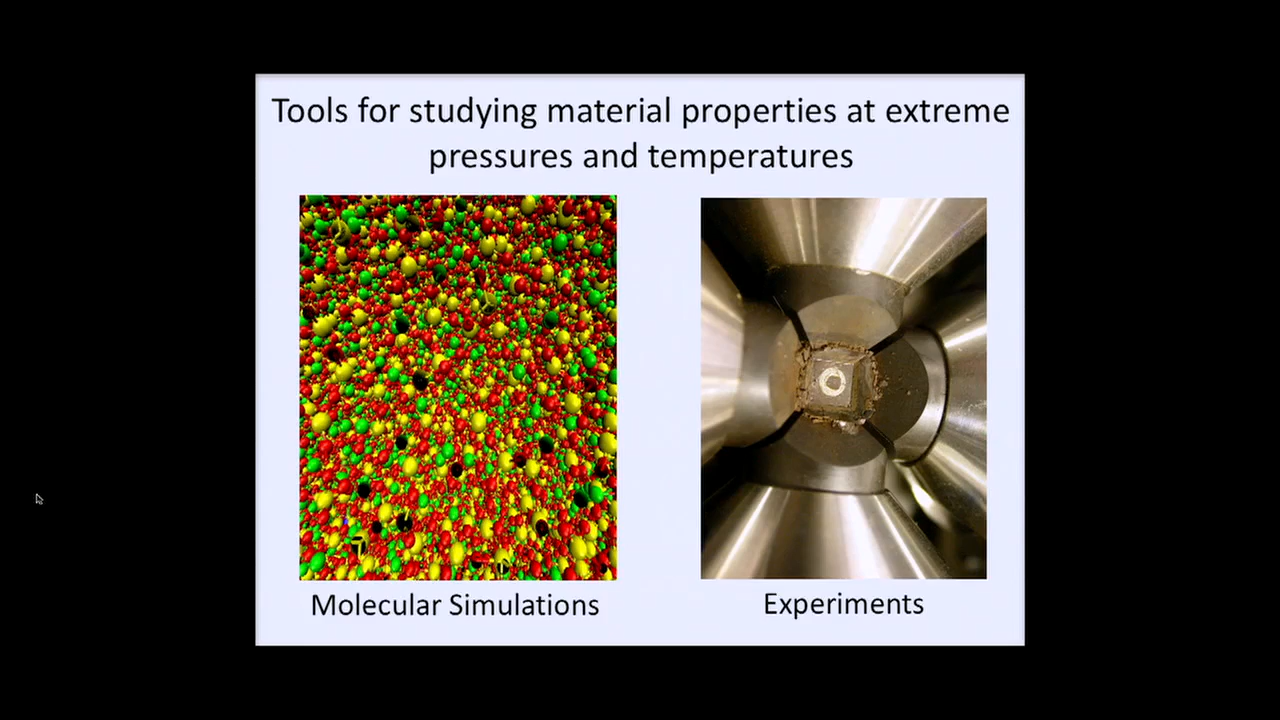 Tools for studying material properties at extreme
pressures and temperatures
Molecular Simulations
Experiments